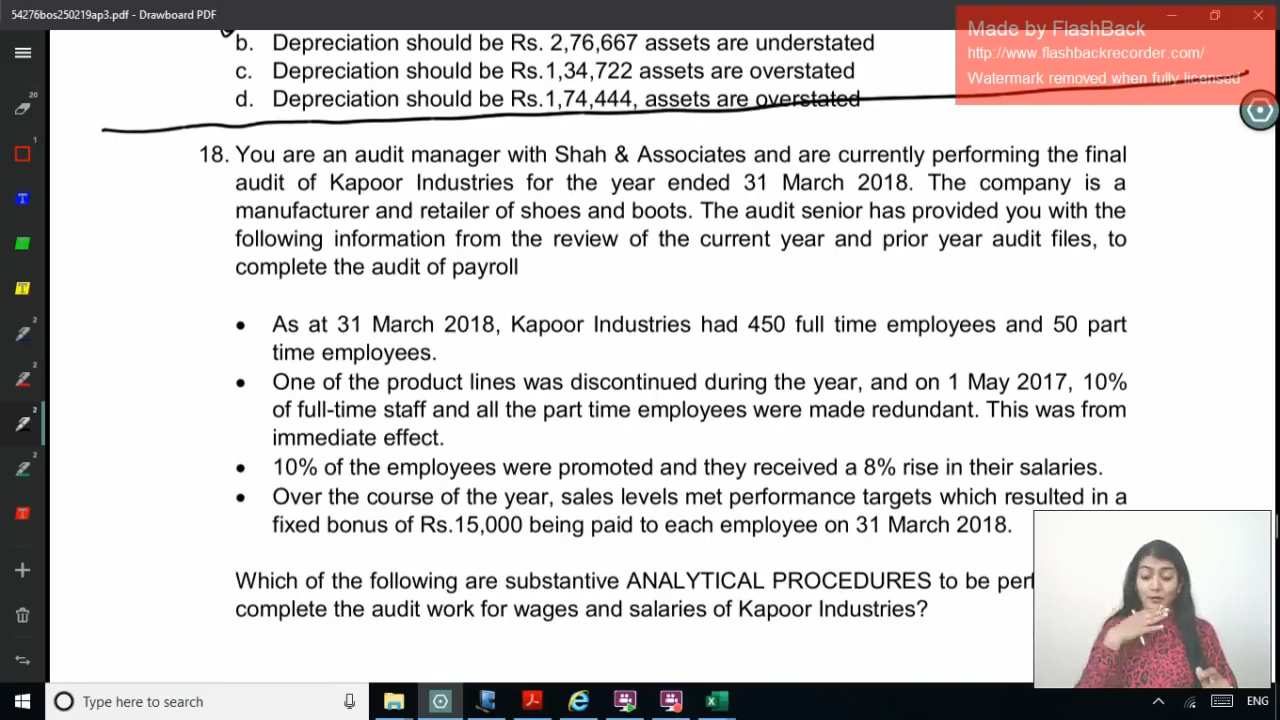 54276bos250219ap3.pdf - Drawboard PDF
Made by FlashBack
http://www.flashbackrecorder.com/
Watermark removed when fully licensed
b. Depreciation should be Rs. 2,76,667 assets are understated
c. Depreciation should be Rs.1,34,722 assets are overstated
d. Depreciation should be Rs.1,74,444, assets are overstated
18. You are an audit manager with Shah & Associates and are currently performing the final
audit of Kapoor Industries for the year ended 31 March 2018. The company is a
manufacturer and retailer of shoes and boots. The audit senior has provided you with the
following information from the review of the current year and prior year audit files, to
complete the audit of payroll
• As at 31 March 2018, Kapoor Industries had 450 full time employees and 50 part
time employees.
• One of the product lines was discontinued during the year, and on 1 May 2017, 10%
of full-time staff and all the part time employees were made redundant. This was from
immediate effect.
• 10% of the employees were promoted and they received a 8% rise in their salaries.
• Over the course of the year, sales levels met performance targets which resulted in a
fixed bonus of Rs.15,000 being paid to each employee on 31 March 2018.
Which of the following are substantive ANALYTICAL PROCEDURES to be
complete the audit work for wages and salaries of Kapoor Industries?
20
1
T
T
2
2
2
2
T
Type here to search
ENG